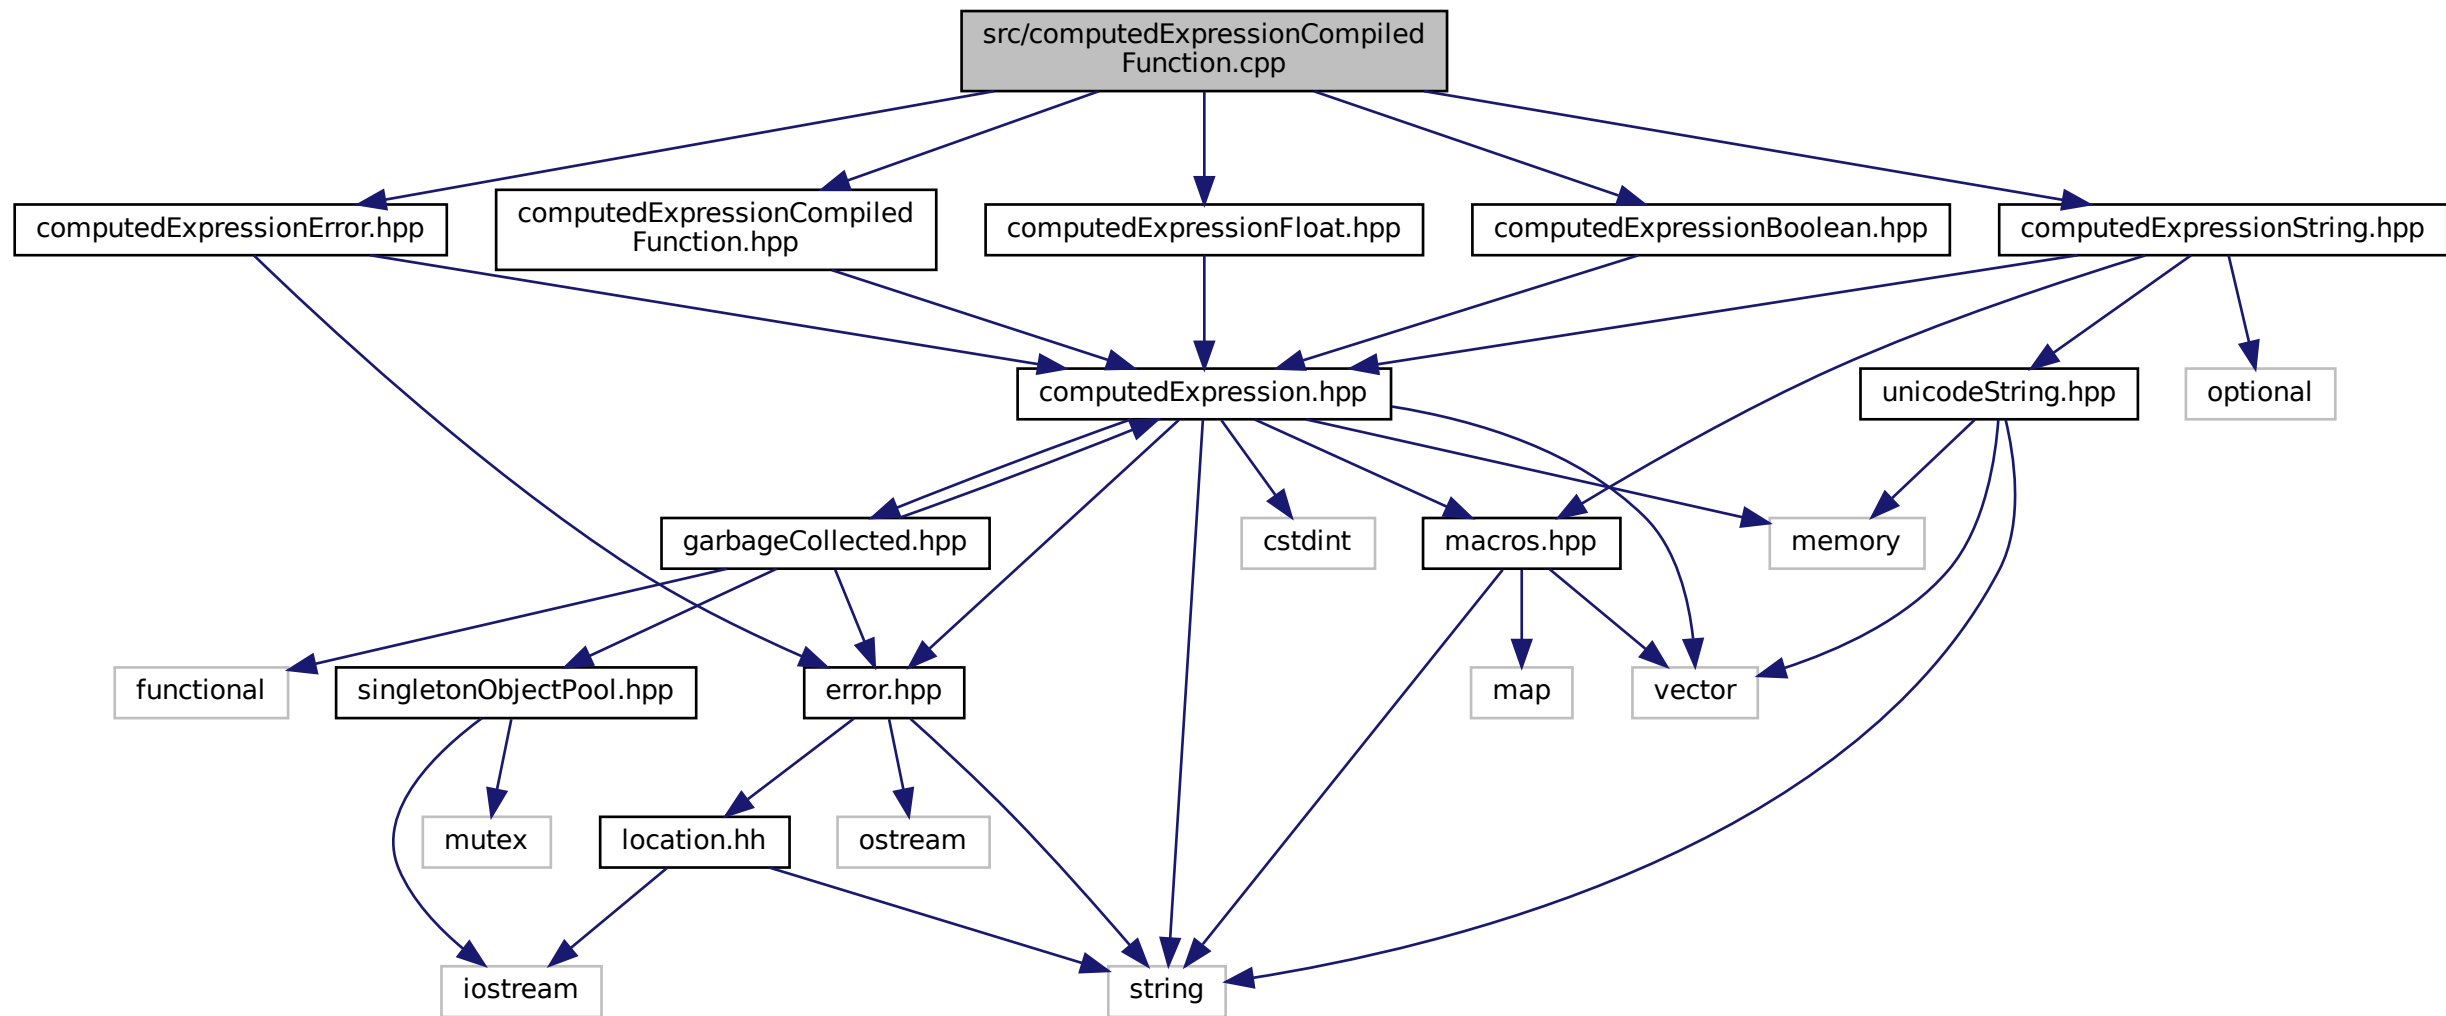 src/computedExpressionCompiled
Function.cpp
computedExpressionError.hpp
computedExpressionCompiled
Function.hpp
computedExpressionFloat.hpp
computedExpressionBoolean.hpp
computedExpressionString.hpp
computedExpression.hpp
unicodeString.hpp
optional
garbageCollected.hpp
cstdint
macros.hpp
memory
functional
singletonObjectPool.hpp
error.hpp
map
vector
mutex
location.hh
ostream
iostream
string